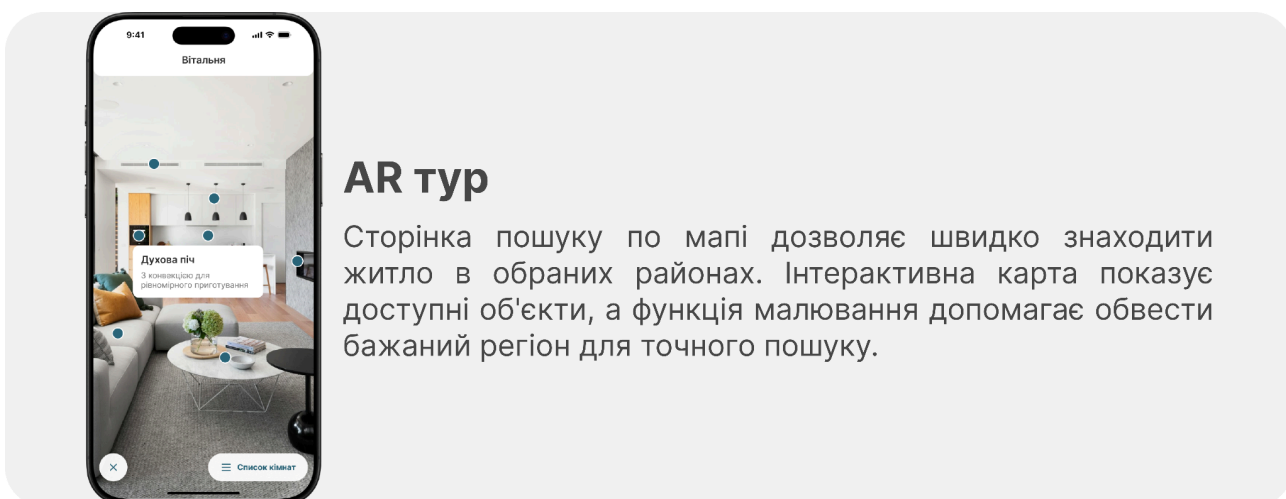 9:41
Вітальня
AR тур
Сторінка пошуку по мапі дозволяє швидко знаходити
житло в обраних районах. Інтерактивна карта показує
доступні об'єкти, а функція малювання допомагає обвести
бажаний регіон для точного пошуку.
Духова піч
З конвекцією для
рівномірного приготування
Список кімнат